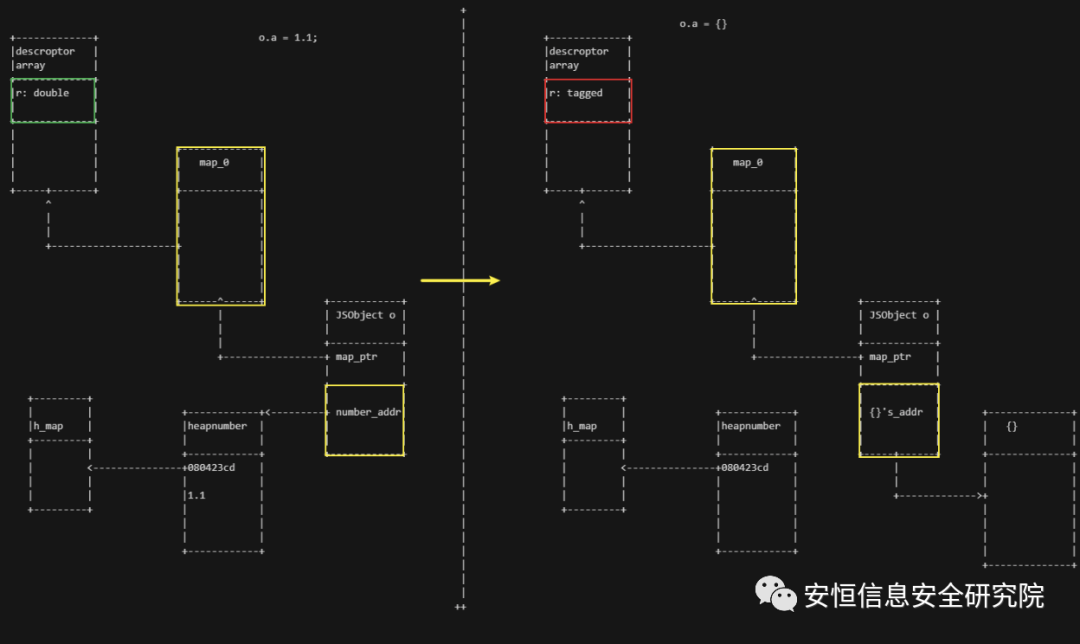 o.a = 1.1;
descroptor
array
r: double
map_0
JSObject o
map_ptr
number_addr
h_map
heapnumber
080423cd
1.1
o.a = {}
descroptor
array
r: tagged
map_0
JSObject o
map_ptr
{}'s_addr
h_map
heapnumber
080423cd
{}
安恒信息安全研究院